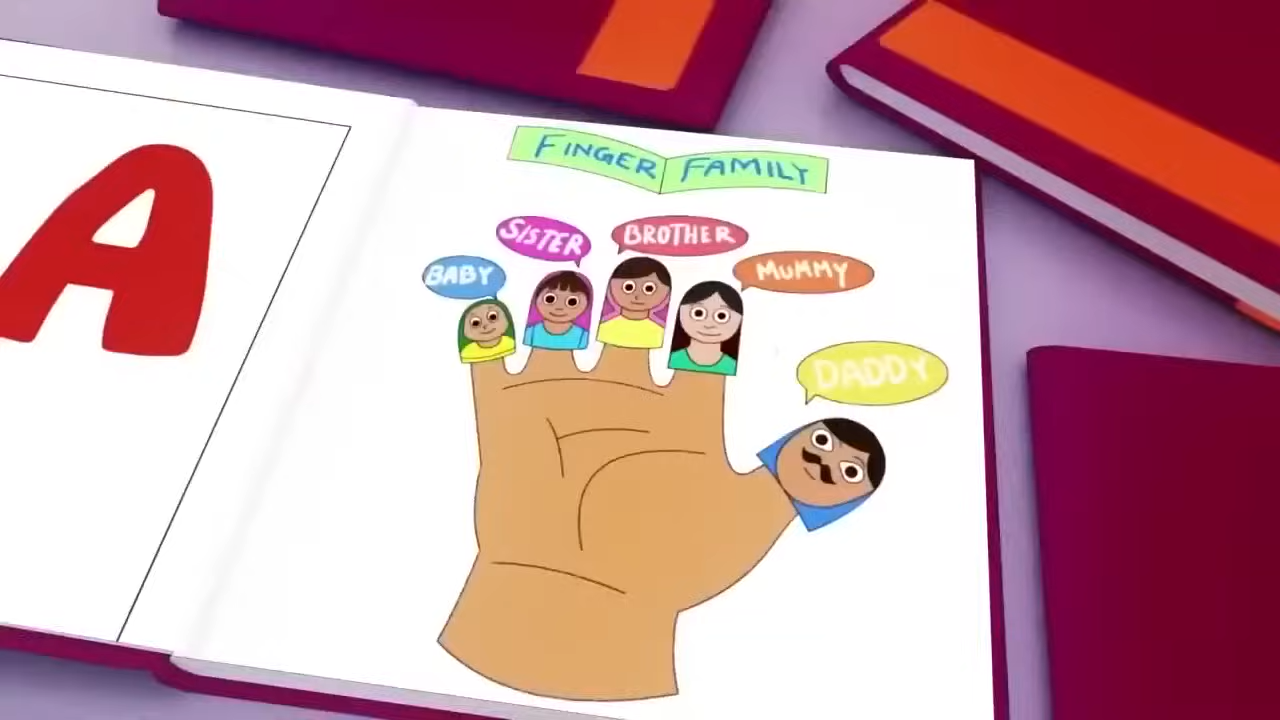 A
FINGER FAMILY
SISTER
BROTHER
BABY
MUMMY
DADDY